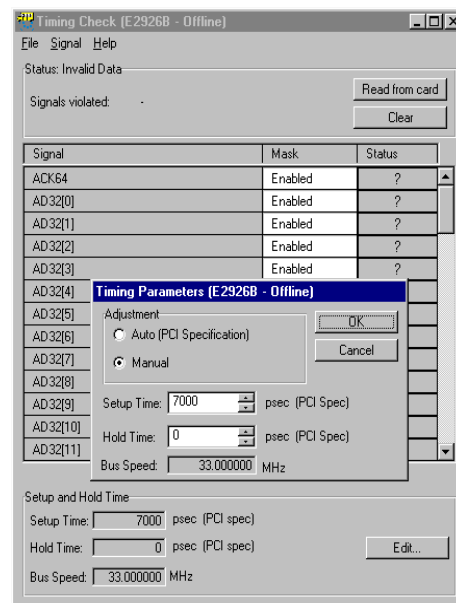 Timing Check (E2926B - Offline)
File Signal Help
Status: Invalid Data
Signals violated: -
Read from card
Clear
Signal Mask Status
ACK64 Enabled ?
AD32[0] Enabled ?
AD32[1] Enabled ?
AD32[2] Enabled ?
AD32[3] Enabled ?
AD32[4]
AD32[5]
AD32[6]
AD32[7]
AD32[8]
AD32[9]
AD32[10]
AD32[11]
Timing Parameters (E2926B - Offline)
Adjustment
Auto (PCI Specification)
Manual
OK
Cancel
Setup Time: 7000 psec (PCI Spec)
Hold Time: 0 psec (PCI Spec)
Bus Speed: 33.000000 MHz
Setup and Hold Time
Setup Time: 7000 psec (PCI spec)
Hold Time: 0 psec (PCI spec)
Bus Speed: 33.000000 MHz
Edit...